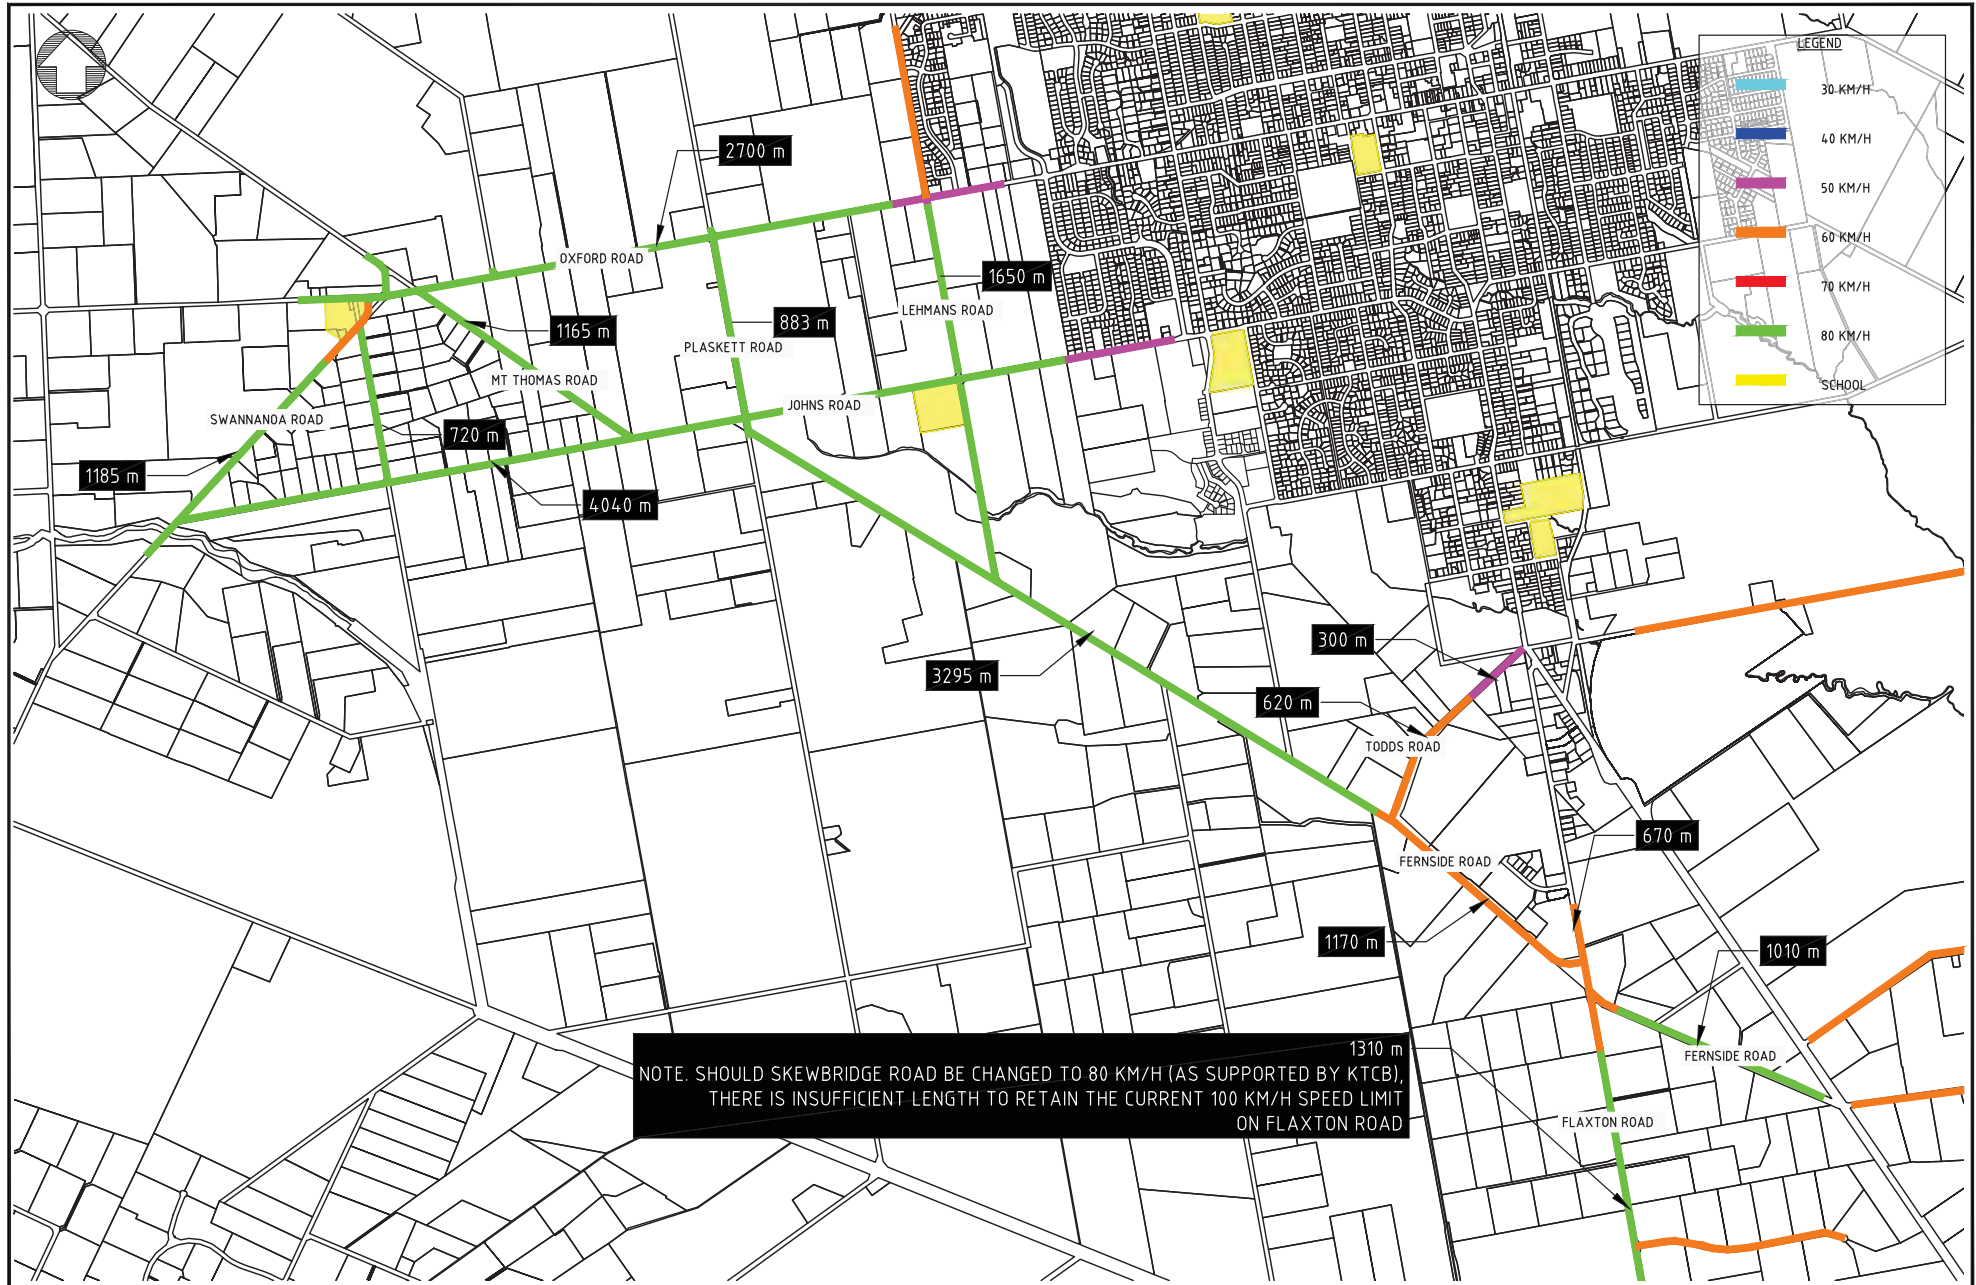 LEGEND
30 KM/H
40 KM/H
50 KM/H
60 KM/H
70 KM/H
80 KM/H
SCHOOL
2700 m
OXFORD ROAD
1650 m
LEHMANS ROAD
883 m
PLASKETT ROAD
1165 m
MT THOMAS ROAD
JOHNS ROAD
SWANNANOA ROAD
720 m
1185 m
4040 m
300 m
3295 m
620 m
TODDS ROAD
670 m
FERNSIDE ROAD
1170 m
1010 m
FERNSIDE ROAD
1310 m
NOTE. SHOULD SKEWBRIDGE ROAD BE CHANGED TO 80 KM/H (AS SUPPORTED BY KTCB),
THERE IS INSUFFICIENT LENGTH TO RETAIN THE CURRENT 100 KM/H SPEED LIMIT
ON FLAXTON ROAD
FLAXTON ROAD